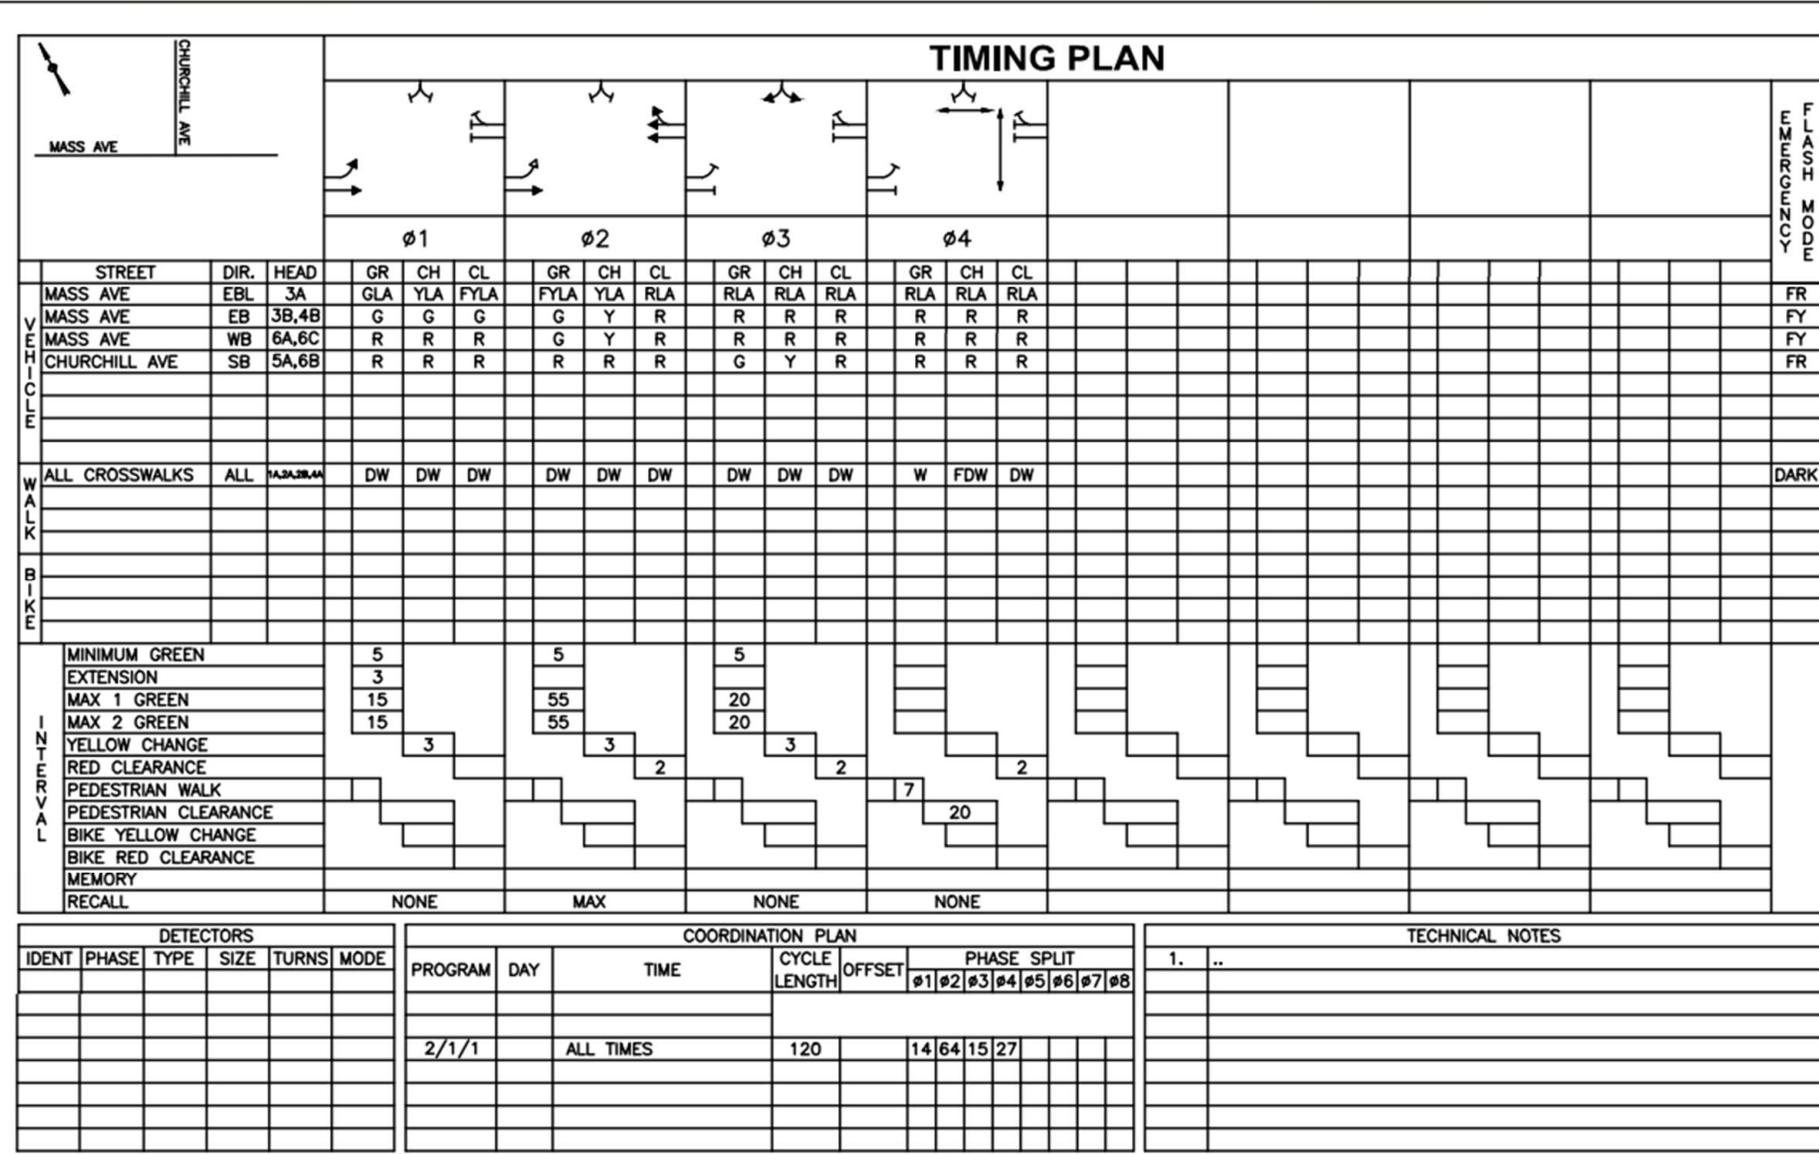 TIMING PLAN
CHURCHILL AVE
MASS AVE
EMERGENCY
FLASH MODE
ø1 ø2 ø3 ø4
STREET DIR. HEAD GR CH CL GR CH CL GR CH CL GR CH CL
VEHICLE
MASS AVE EBL 3A GLA YLA FYLA FYLA YLA RLA RLA RLA RLA RLA RLA RLA FR
MASS AVE EB 3B,4B G G G G Y R R R R R R R FY
MASS AVE WB 6A,6C R R R G Y R R R R R R R FY
CHURCHILL AVE SB 5A,6B R R R R R R G Y R R R R FR
WALK
ALL CROSSWALKS ALL 1A,2A,2B,4A DW DW DW DW DW DW DW DW DW W FDW DW DARK
BIKE
INTERVAL
MINIMUM GREEN 5 5 5
EXTENSION 3
MAX 1 GREEN 15 55 20
MAX 2 GREEN 15 55 20
YELLOW CHANGE 3 3 3
RED CLEARANCE 2 2 2
PEDESTRIAN WALK 7
PEDESTRIAN CLEARANCE 20
BIKE YELLOW CHANGE
BIKE RED CLEARANCE
MEMORY
RECALL NONE MAX NONE NONE
DETECTORS
IDENT PHASE TYPE SIZE TURNS MODE
COORDINATION PLAN
PROGRAM DAY TIME CYCLE LENGTH OFFSET PHASE SPLIT
ø1 ø2 ø3 ø4 ø5 ø6 ø7 ø8
2/1/1 ALL TIMES 120 14 64 15 27
TECHNICAL NOTES
1. ..